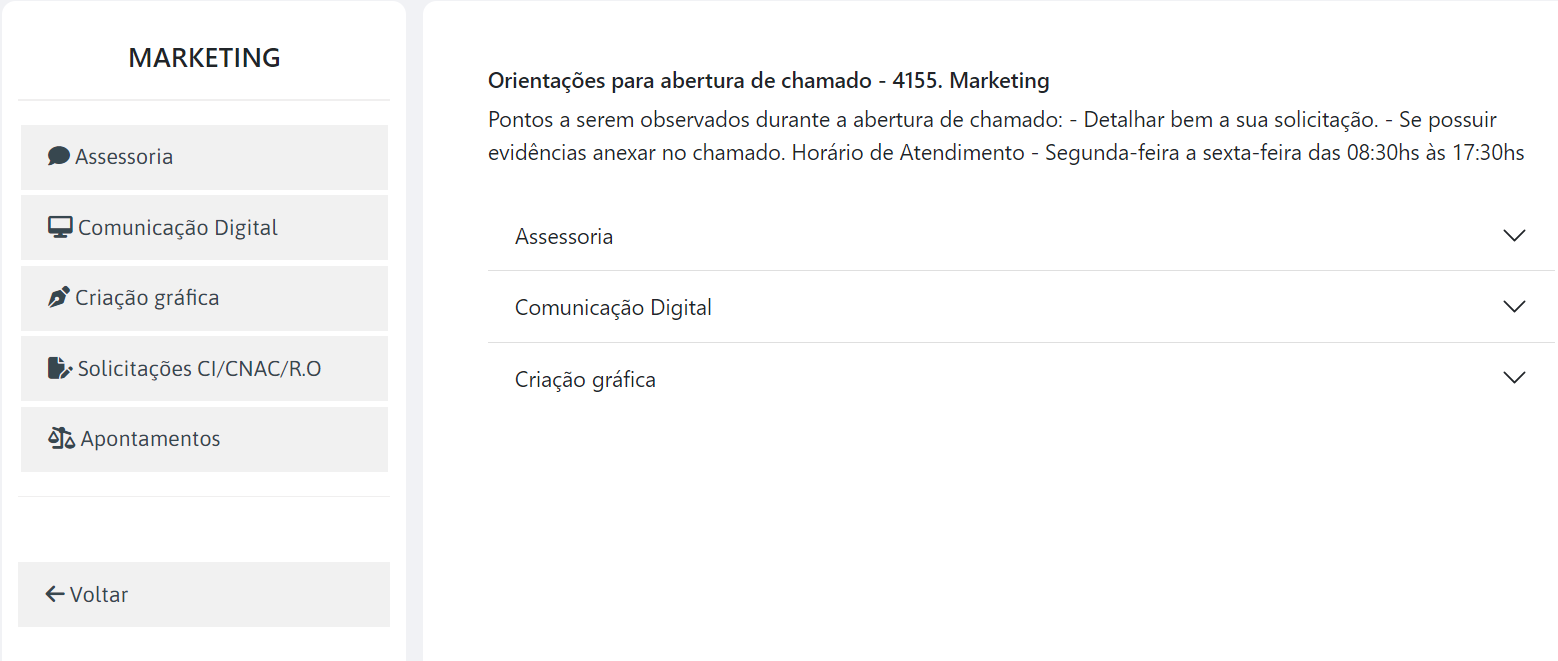 MARKETING
Assessoria
Comunicação Digital
Criação gráfica
Solicitações CI/CNAC/R.O
Apontamentos
Voltar
Orientações para abertura de chamado - 4155. Marketing
Pontos a serem observados durante a abertura de chamado: - Detalhar bem a sua solicitação. - Se possuir
evidências anexar no chamado. Horário de Atendimento - Segunda-feira a sexta-feira das 08:30hs às 17:30hs
Assessoria
Comunicação Digital
Criação gráfica